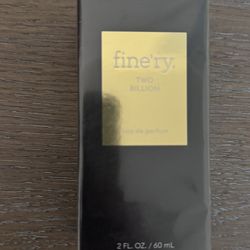 fine'ry.
TWO
BILLION
eau de parfum
2 FL. OZ. / 60 mL